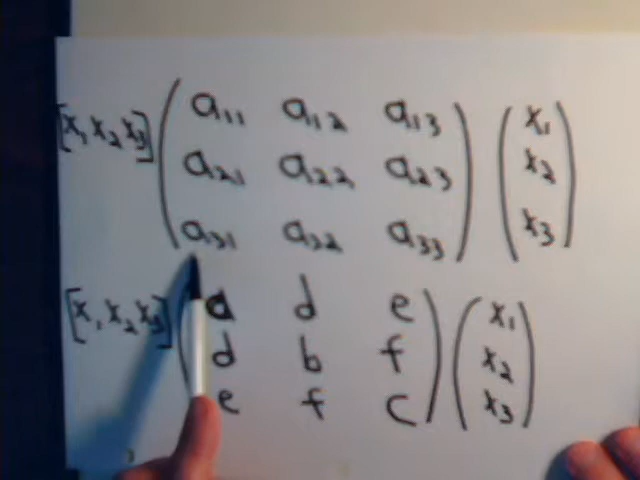 [x₁ x₂ x₃] ( a₁₁ a₁₂ a₁₃ ) ( x₁ )
a₂₁ a₂₂ a₂₃ x₂
a₃₁ a₃₂ a₃₃ x₃
[x₁ x₂ x₃] ( a d e ) ( x₁ )
d b f x₂
e f c x₃